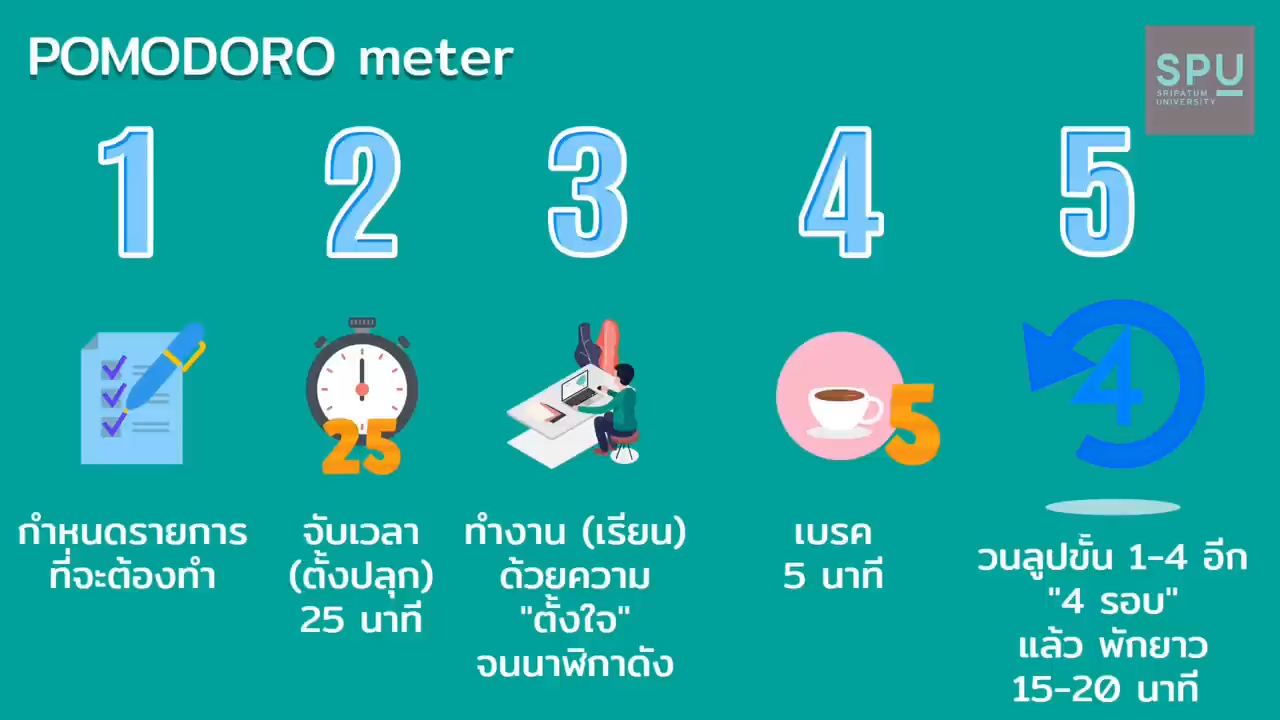 POMODORO meter
SPU
SRIPATUM
UNIVERSITY
1
2
3
4
5
25
5
4
กำหนดรายการ
ที่จะต้องทำ
จับเวลา
(ตั้งปลุก)
25 นาที
ทำงาน (เรียน)
ด้วยความ
"ตั้งใจ"
จนนาฬิกาดัง
เบรค
5 นาที
วนลูปขั้น 1-4 อีก
"4 รอบ"
แล้ว พักยาว
15-20 นาที